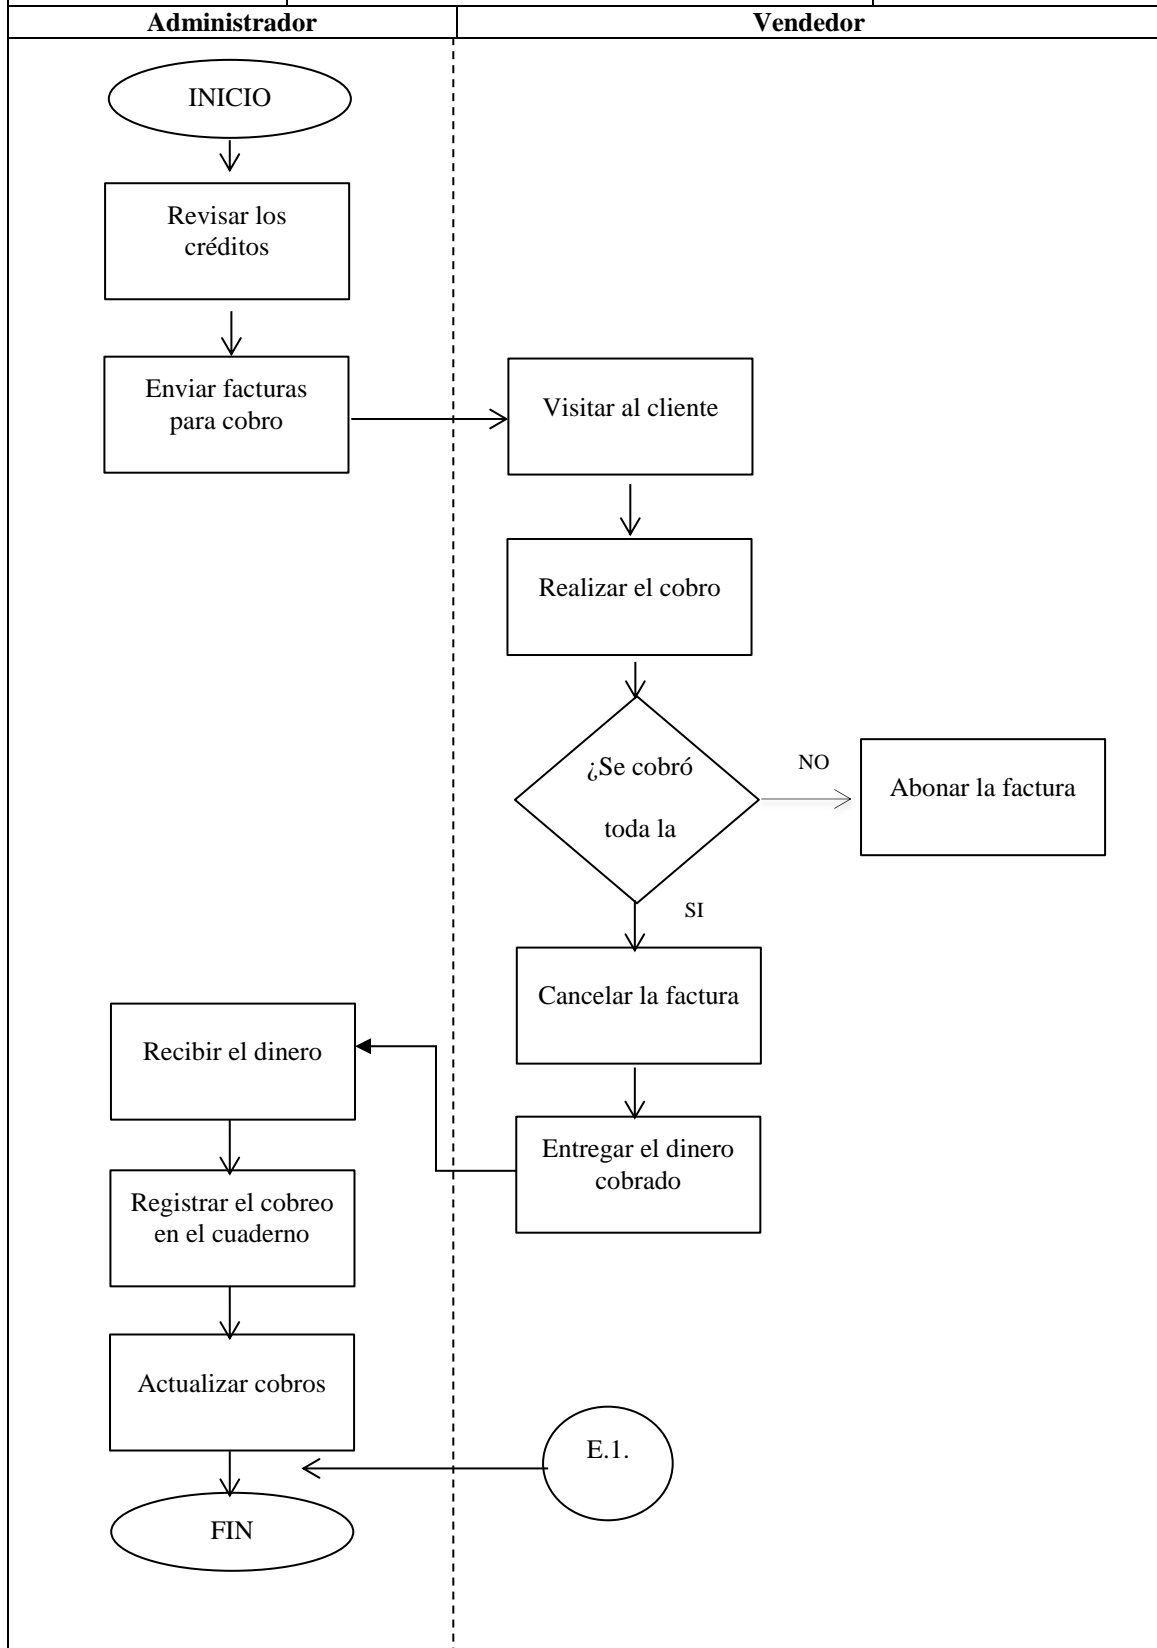 Administrador
Vendedor
INICIO
Revisar los
créditos
Enviar facturas
para cobro
Visitar al cliente
Realizar el cobro
¿Se cobró
toda la
NO
Abonar la factura
SI
Cancelar la factura
Recibir el dinero
Entregar el dinero
cobrado
Registrar el cobreo
en el cuaderno
Actualizar cobros
E.1.
FIN